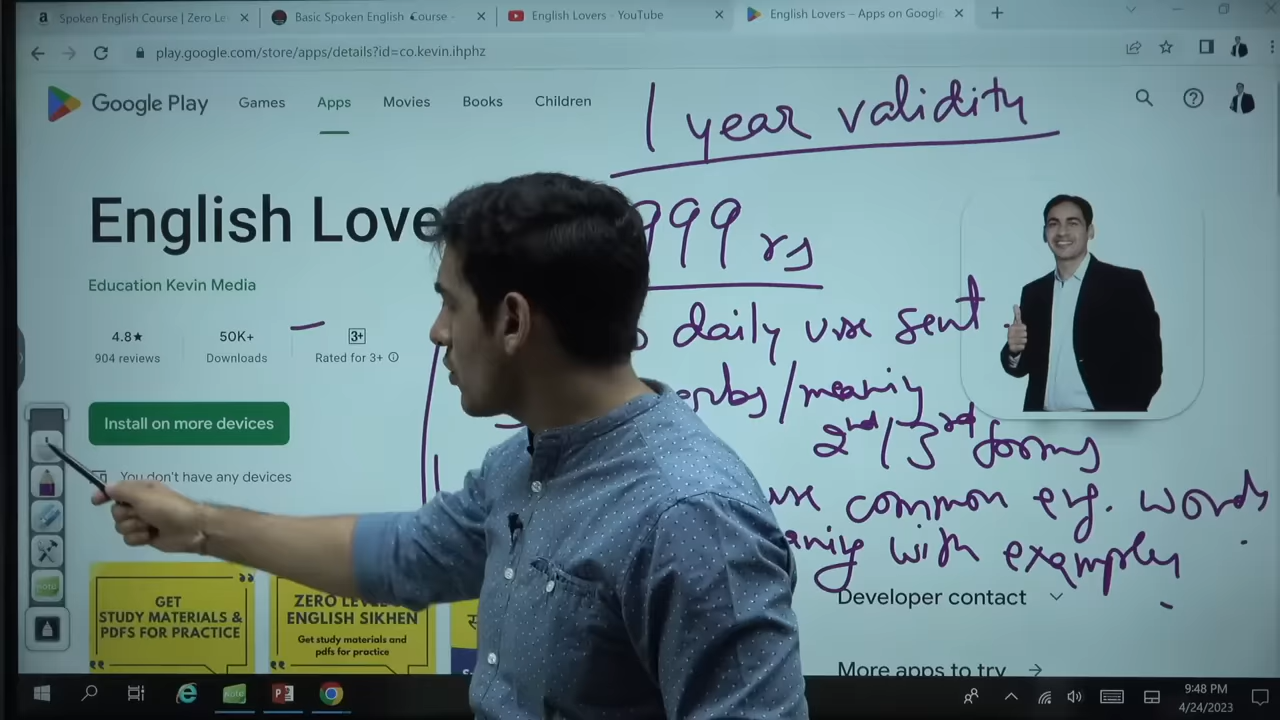 Spoken English Course | Zero Le
Basic Spoken English Course
English Lovers - YouTube
English Lovers – Apps on Google
play.google.com/store/apps/details?id=co.kevin.ihphz
Google Play
Games
Apps
Movies
Books
Children
1 year validity
English Love
999 rs
Education Kevin Media
4.8★
904 reviews
50K+
Downloads
3+
Rated for 3+
daily use sent
meaning
2nd/3rd forms
Install on more devices
You don't have any devices
use common eng. words
with examples
GET
STUDY MATERIALS &
PDFS FOR PRACTICE
ZERO LEVEL
ENGLISH SIKHEN
Get study materials and
pdfs for practice
Developer contact
More apps to try
9:48 PM
4/24/2023